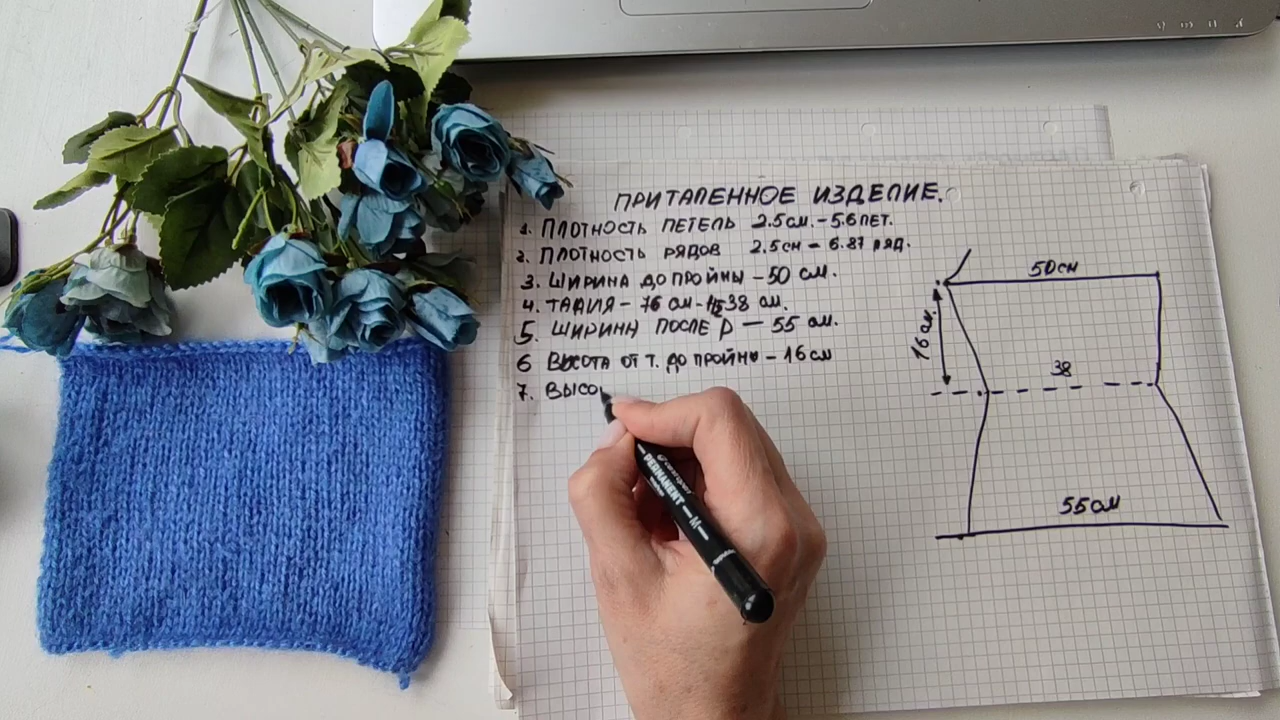 ПРИТАЛЕННОЕ ИЗДЕЛИЕ.
1. ПЛОТНОСТЬ ПЕТЕЛЬ 2.5 см. - 5.6 ПЕТ.
2. ПЛОТНОСТЬ РЯДОВ 2.5 см - 6.87 РЯД.
3. ШИРИНА ДО ПРОЙМЫ - 50 см.
4. ТАЛИЯ - 76 см - 38 см.
5. ШИРИНА ПОСЛЕ Р — 55 см.
6 ВЫСОТА ОТ Т. ДО ПРОЙМЫ - 16 см
7. ВЫСО
50 см
16 см.
38
55 см
PERMANENT - M